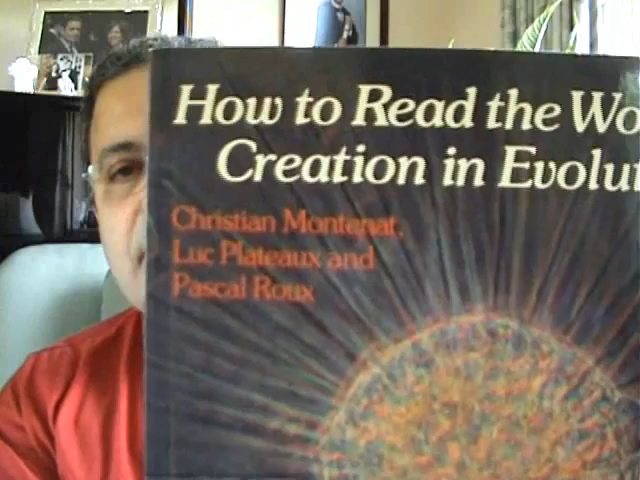 How to Read the Wo
Creation in Evolut
Christian Montenat,
Luc Plateaux and
Pascal Roux